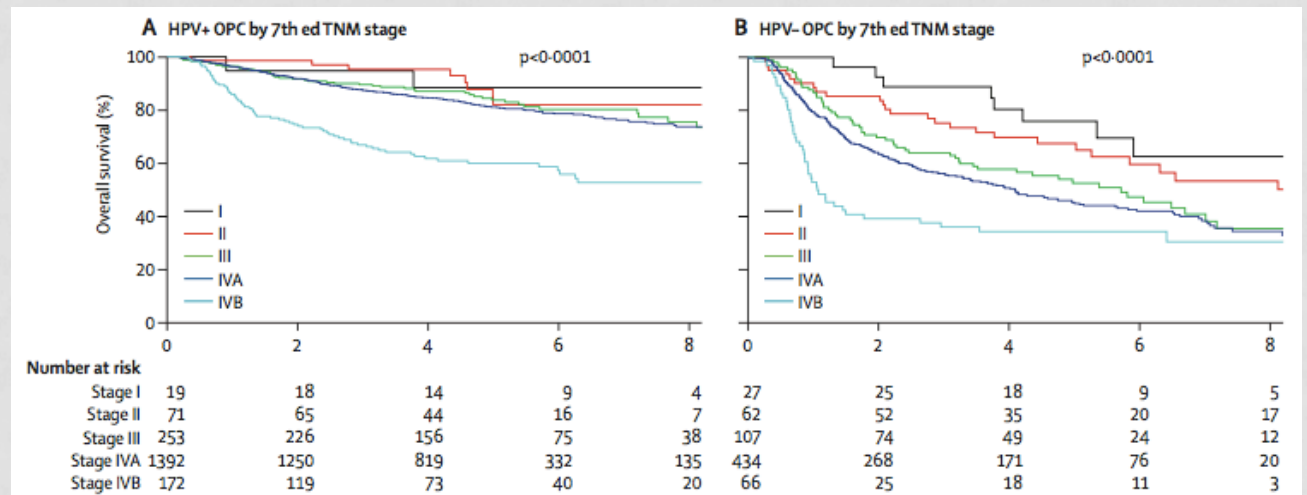 A HPV+ OPC by 7th ed TNM stage
p<0·0001
Overall survival (%)
100
80
60
40
20
0
I
II
III
IVA
IVB
0 2 4 6 8
B HPV– OPC by 7th ed TNM stage
p<0·0001
I
II
III
IVA
IVB
0 2 4 6 8
Number at risk
Stage I 19 18 14 9 4 27 25 18 9 5
Stage II 71 65 44 16 7 62 52 35 20 17
Stage III 253 226 156 75 38 107 74 49 24 12
Stage IVA 1392 1250 819 332 135 434 268 171 76 20
Stage IVB 172 119 73 40 20 66 25 18 11 3